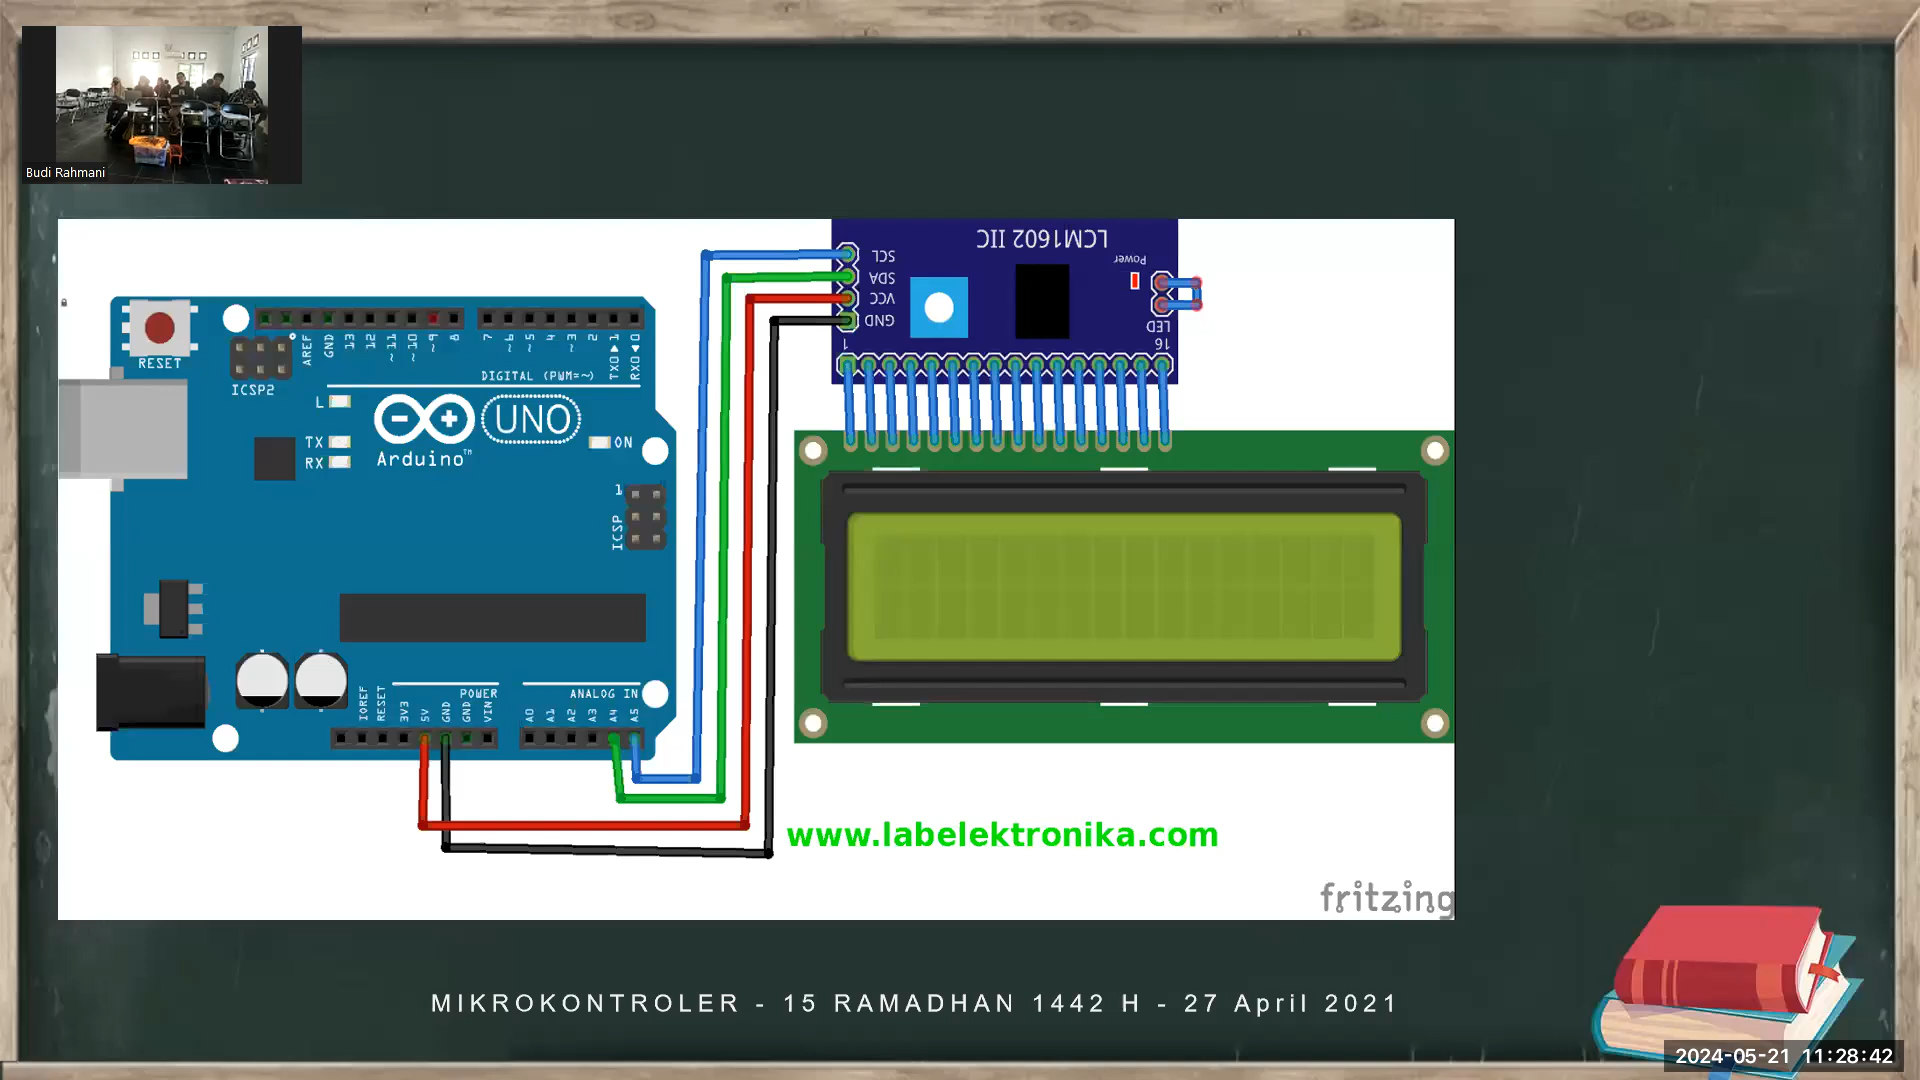 Budi Rahmani
LCM1602 IIC
SCL
SDA
VCC
GND
Power
LED
1
16
RESET
ICSP2
AREF
GND
13
12
~11
~10
~9
8
7
~6
~5
4
~3
2
TX0▶1
RX0◀0
DIGITAL (PWM=~)
L
TX
RX
UNO
Arduino™
ON
1
ICSP
POWER
ANALOG IN
IOREF
RESET
3V3
5V
GND
GND
VIN
A0
A1
A2
A3
A4
A5
www.labelektronika.com
fritzing
MIKROKONTROLER - 15 RAMADHAN 1442 H - 27 April 2021
2024-05-21 11:28:42